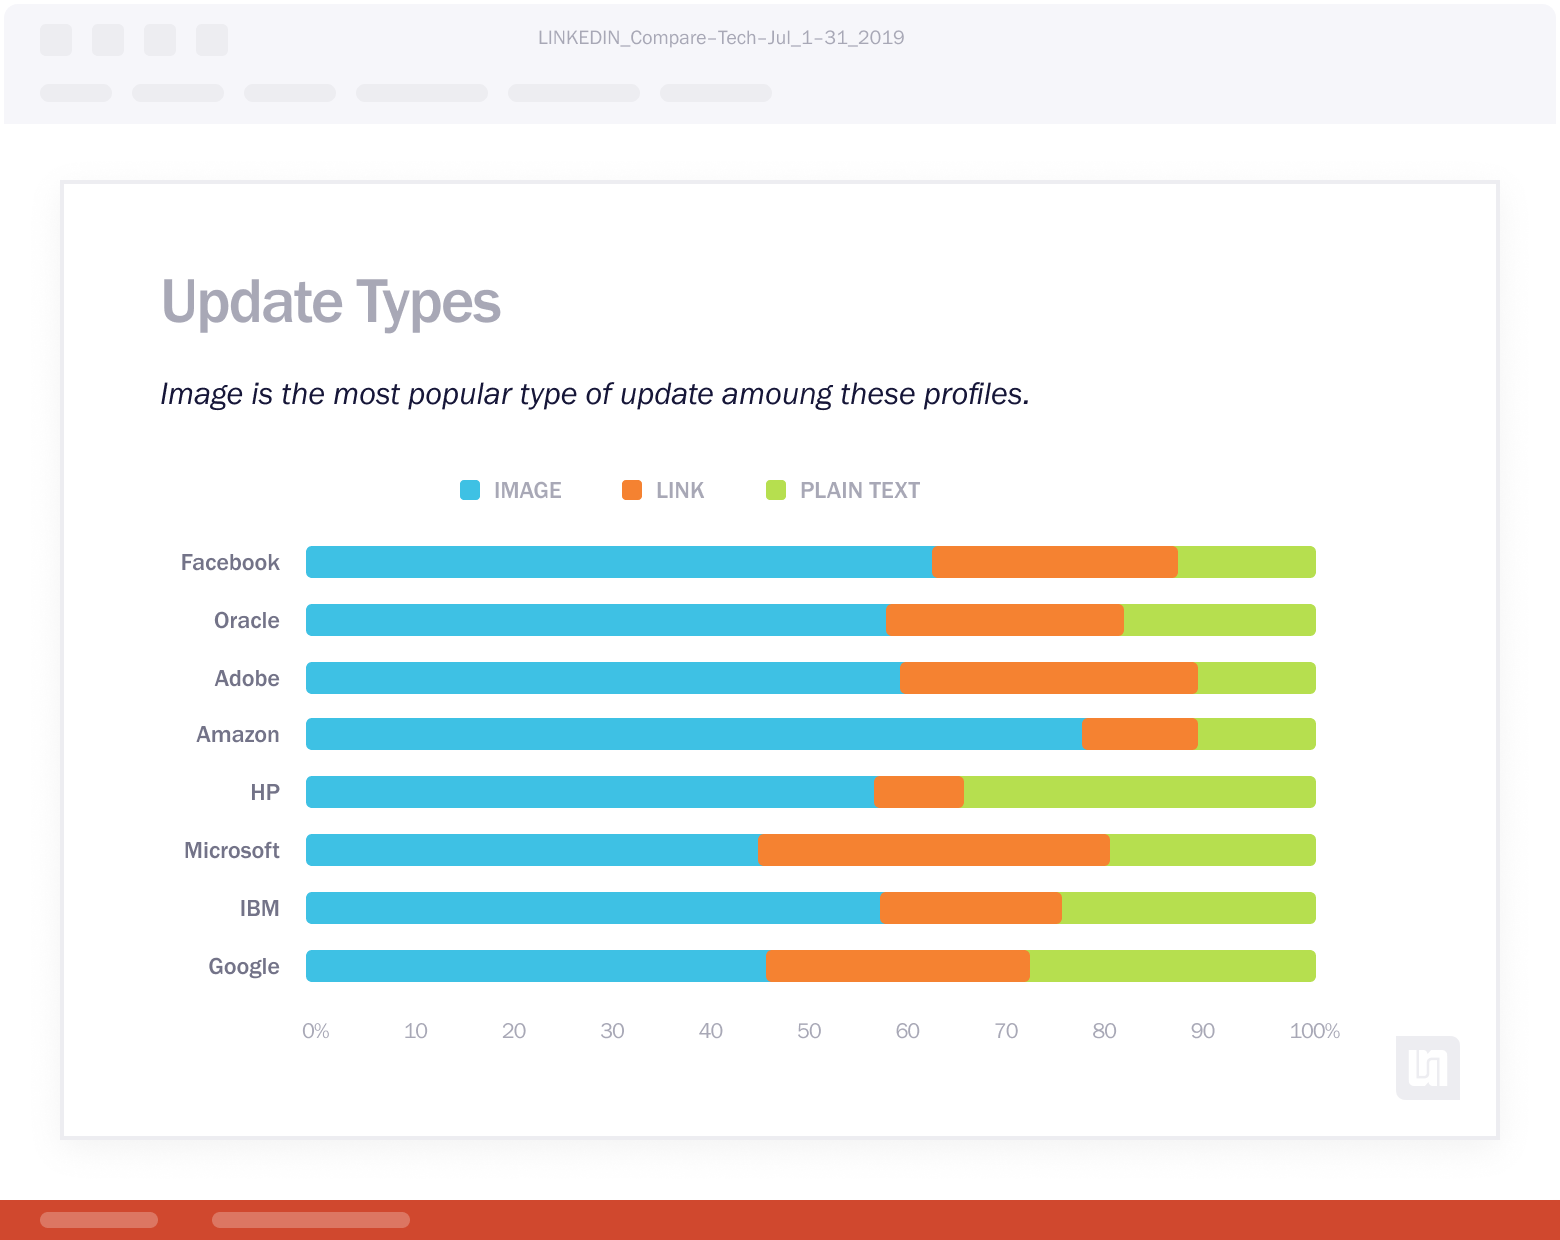 LINKEDIN_Compare–Tech–Jul_1–31_2019
Update Types
Image is the most popular type of update amoung these profiles.
IMAGE LINK PLAIN TEXT
Facebook
Oracle
Adobe
Amazon
HP
Microsoft
IBM
Google
0% 10 20 30 40 50 60 70 80 90 100%